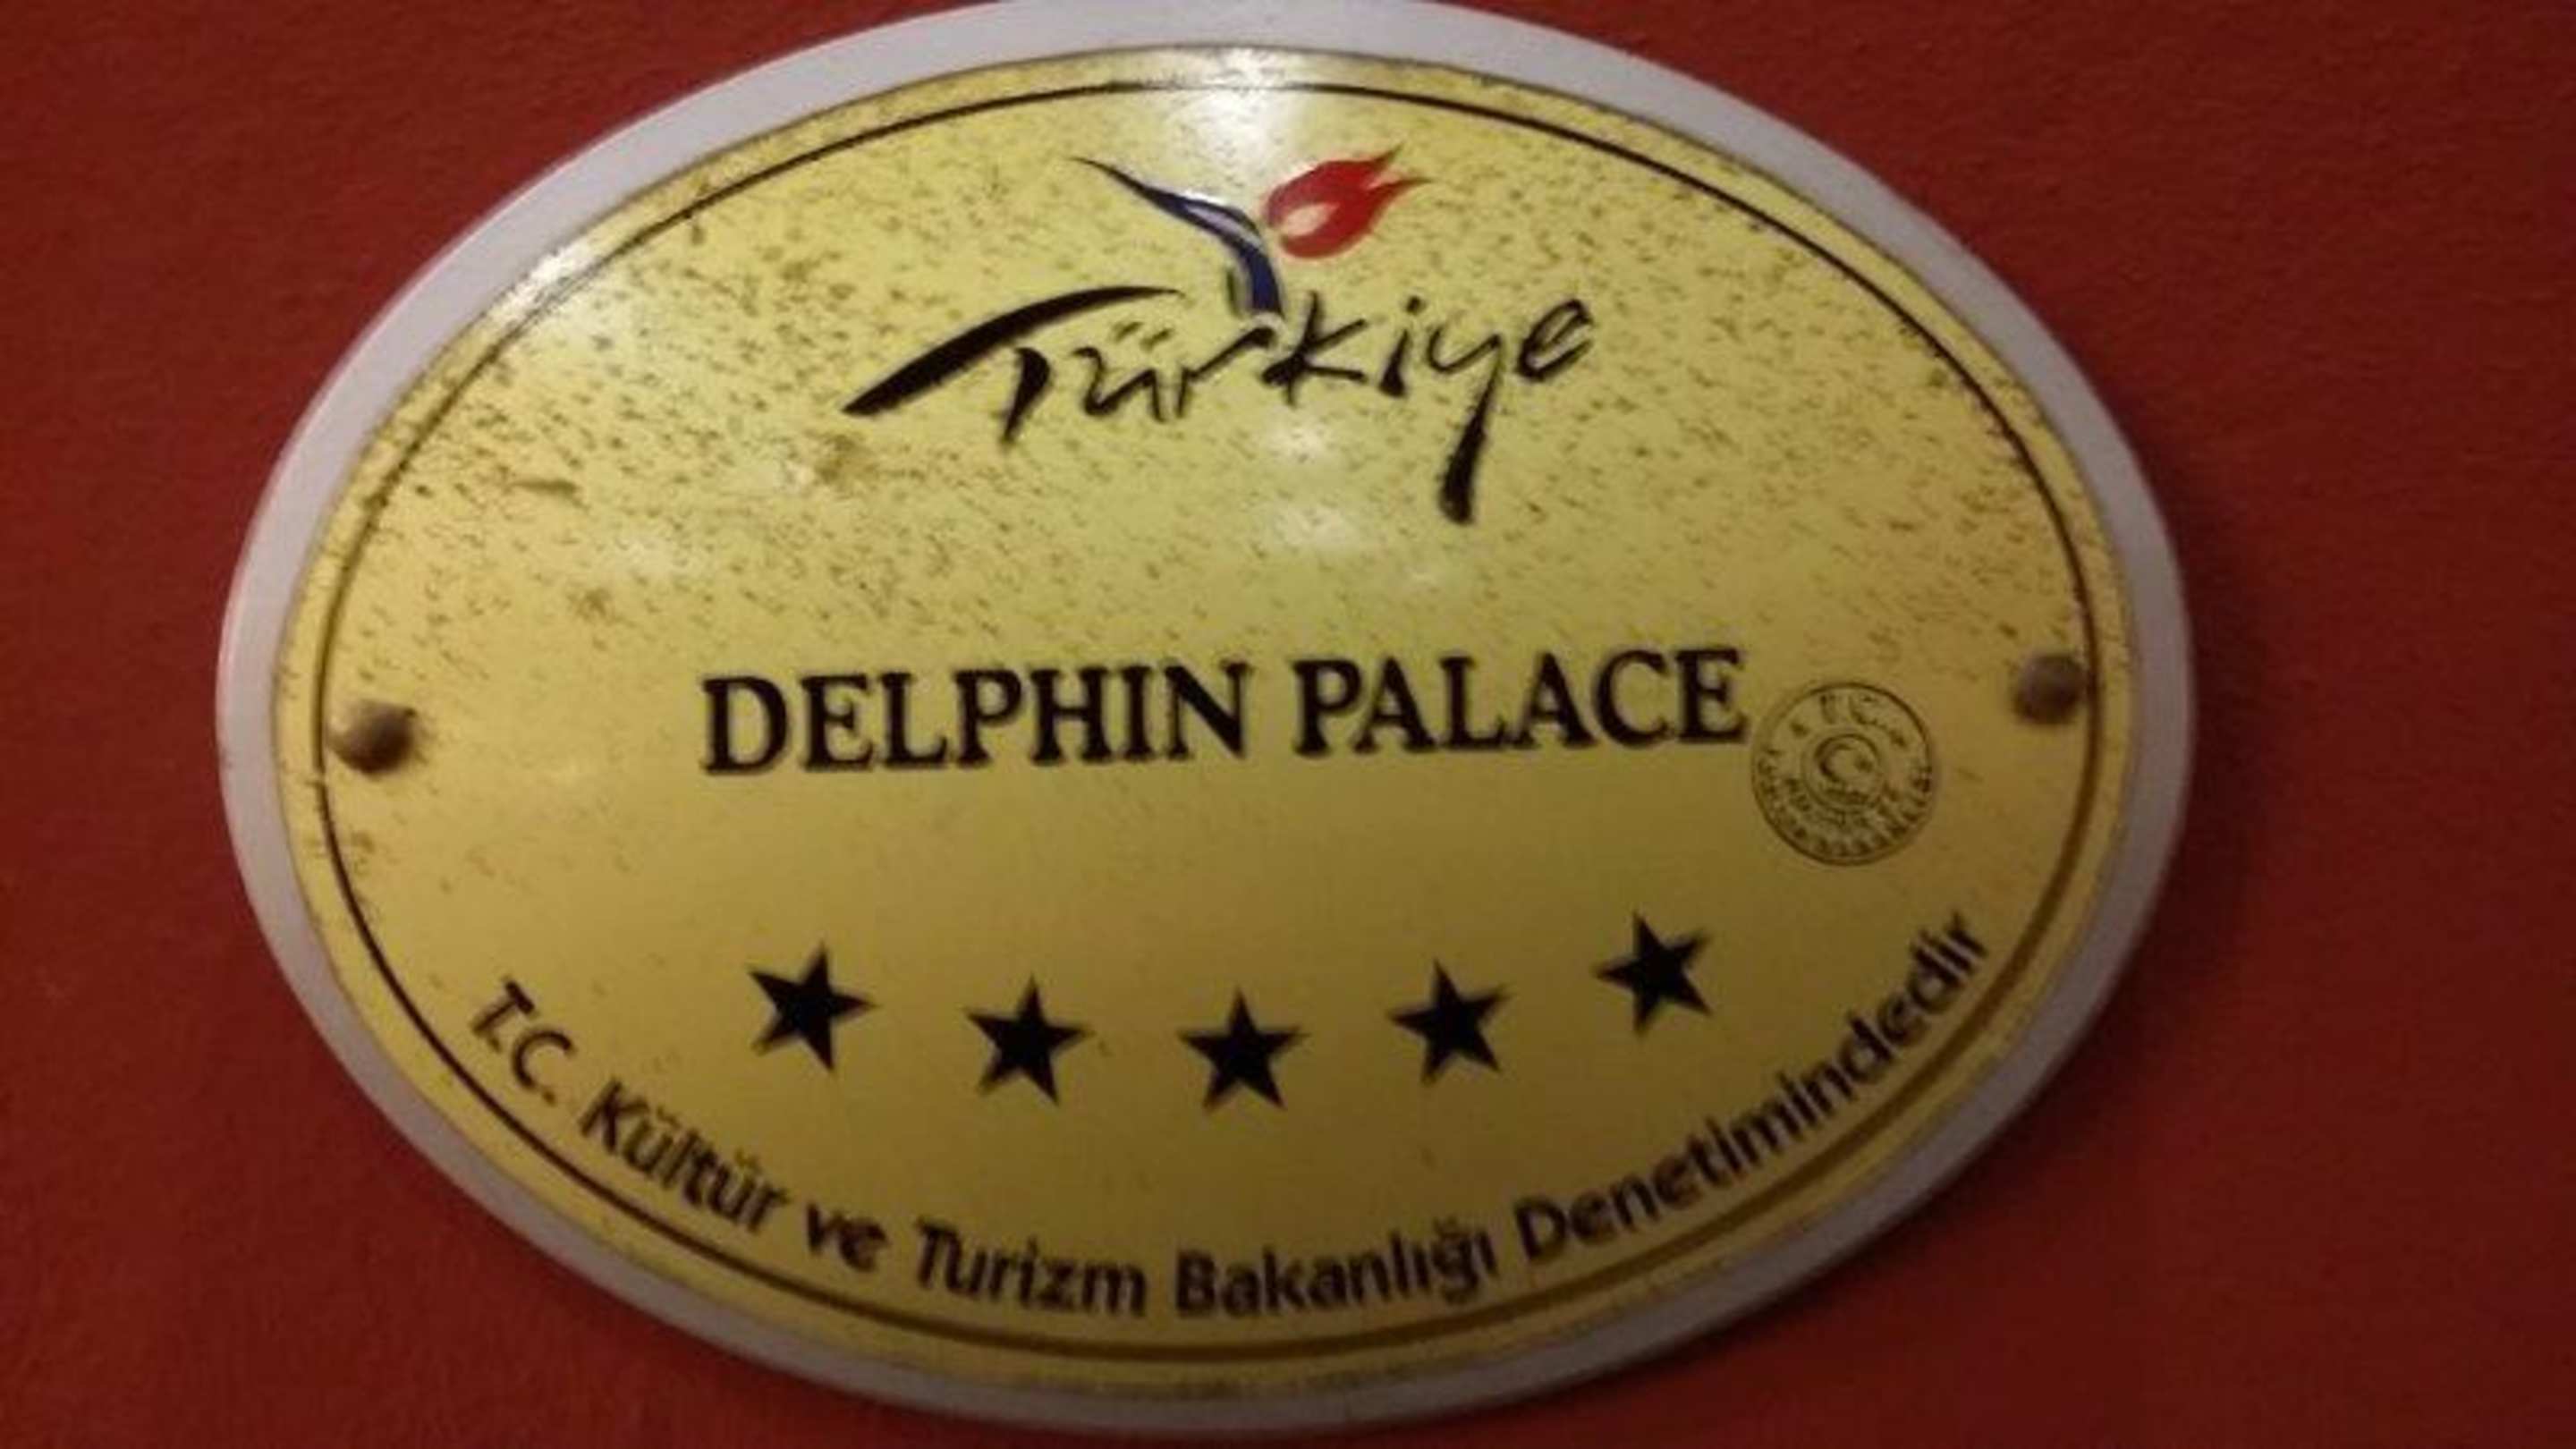 Türkiye
DELPHIN PALACE
T.C. Kültür ve Turizm Bakanlığı Denetimindedir